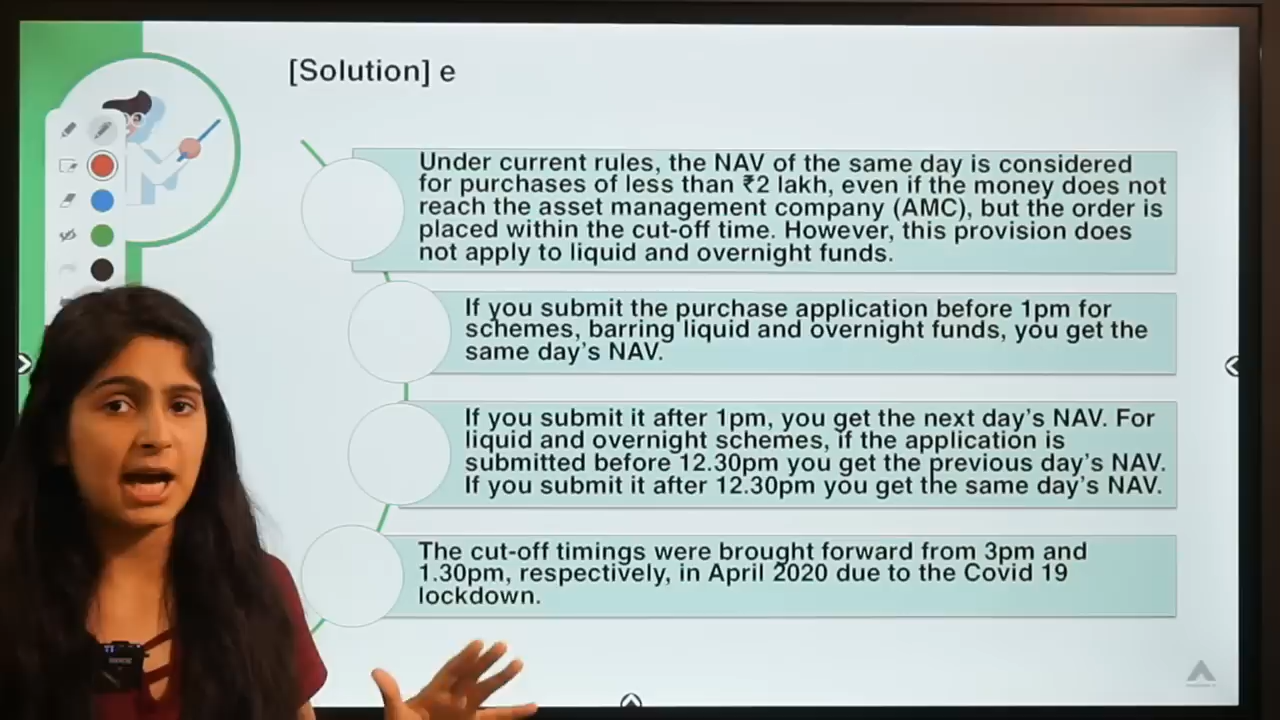 [Solution] e
Under current rules, the NAV of the same day is considered
for purchases of less than ₹2 lakh, even if the money does not
reach the asset management company (AMC), but the order is
placed within the cut-off time. However, this provision does
not apply to liquid and overnight funds.
If you submit the purchase application before 1pm for
schemes, barring liquid and overnight funds, you get the
same day's NAV.
If you submit it after 1pm, you get the next day's NAV. For
liquid and overnight schemes, if the application is
submitted before 12.30pm you get the previous day's NAV.
If you submit it after 12.30pm you get the same day's NAV.
The cut-off timings were brought forward from 3pm and
1.30pm, respectively, in April 2020 due to the Covid 19
lockdown.